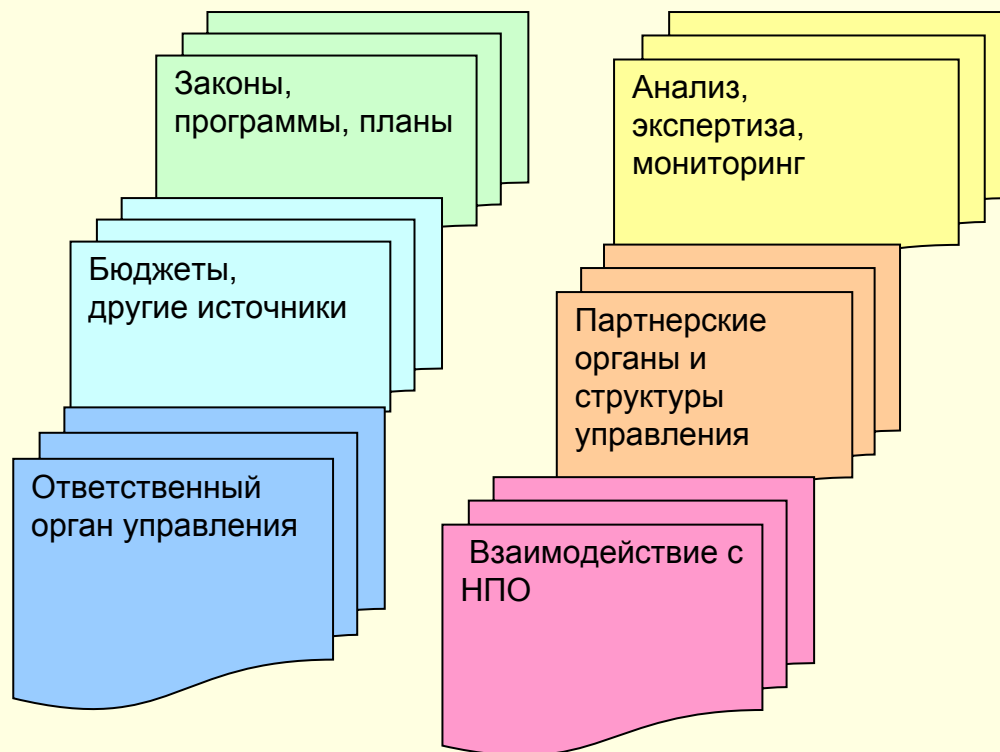 Законы,
программы, планы
Бюджеты,
другие источники
Ответственный
орган управления
Анализ,
экспертиза,
мониторинг
Партнерские
органы и
структуры
управления
Взаимодействие с
НПО